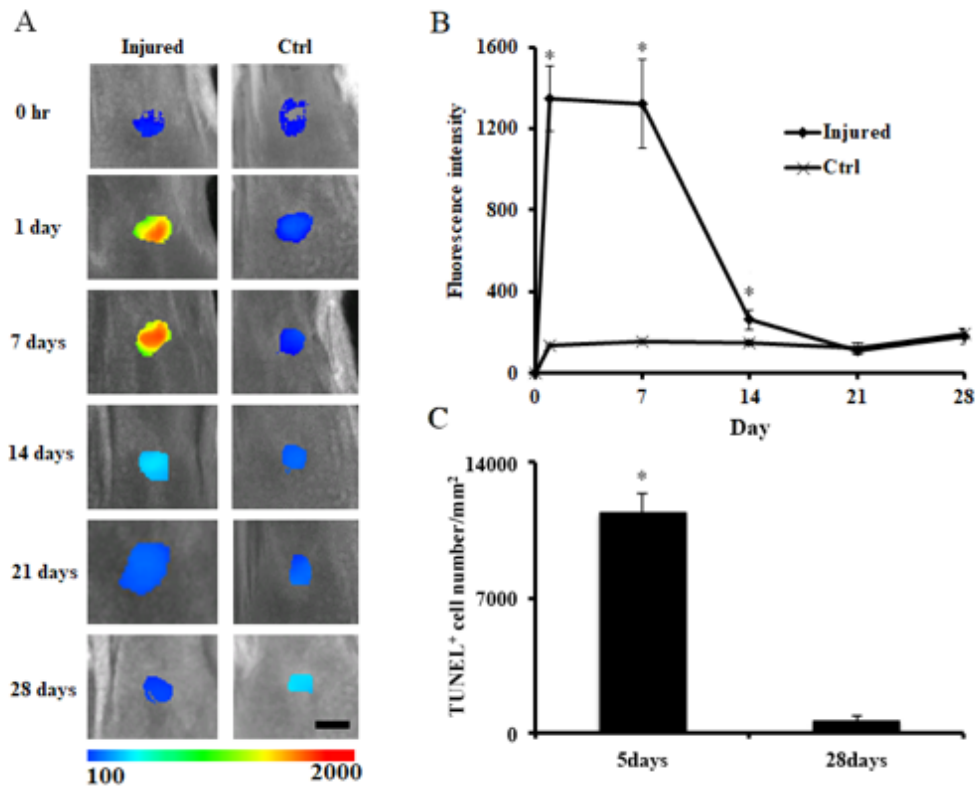 A
Injured Ctrl
0 hr
1 day
7 days
14 days
21 days
28 days
100 2000
B
Fluorescence intensity
1600
1200
800
400
0
*
*
*
Injured
Ctrl
0 7 14 21 28
Day
C
TUNEL⁺ cell number/mm²
14000
7000
0
*
5days 28days